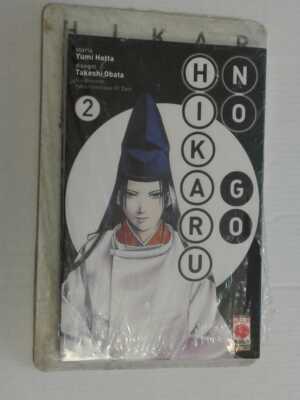 HIKAR
storia
Yumi Hotta
disegni
Takeshi Obata
2
HIKARU
NO
GO